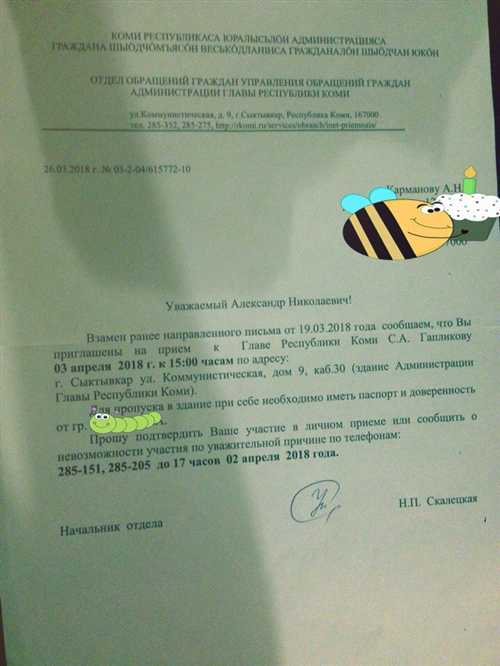 КОМИ РЕСПУБЛИКАСА ЮРАЛЫСЬЛӦН АДМИНИСТРАЦИЯСА
ГРАЖДАНА ШЫӦДЧӦМЪЯСӦН ВЕСЬКӦДЛАНIНСА ГРАЖДАНАЛӦН ШЫӦДЧАН ЮКӦН
ОТДЕЛ ОБРАЩЕНИЙ ГРАЖДАН УПРАВЛЕНИЯ ОБРАЩЕНИЙ ГРАЖДАН
АДМИНИСТРАЦИИ ГЛАВЫ РЕСПУБЛИКИ КОМИ
ул.Коммунистическая, д. 9, г.Сыктывкар, Республика Коми, 167000
тел. 285-352, 285-275, http://rkomi.ru/services/obranch/inet-priemnaia/
26.03.2018 г. № 03-2-04/615772-10
Карманову А.Н.
Уважаемый Александр Николаевич!
Взамен ранее направленного письма от 19.03.2018 года сообщаем, что Вы
приглашены на прием к Главе Республики Коми С.А. Гапликову
03 апреля 2018 г. к 15:00 часам по адресу:
г. Сыктывкар ул. Коммунистическая, дом 9, каб.30 (здание Администрации
Главы Республики Коми).
Для пропуска в здание при себе необходимо иметь паспорт и доверенность
от гр.
Прошу подтвердить Ваше участие в личном приеме или сообщить о
невозможности участия по уважительной причине по телефонам:
285-151, 285-205 до 17 часов 02 апреля 2018 года.
Начальник отдела
Н.П. Скалецкая